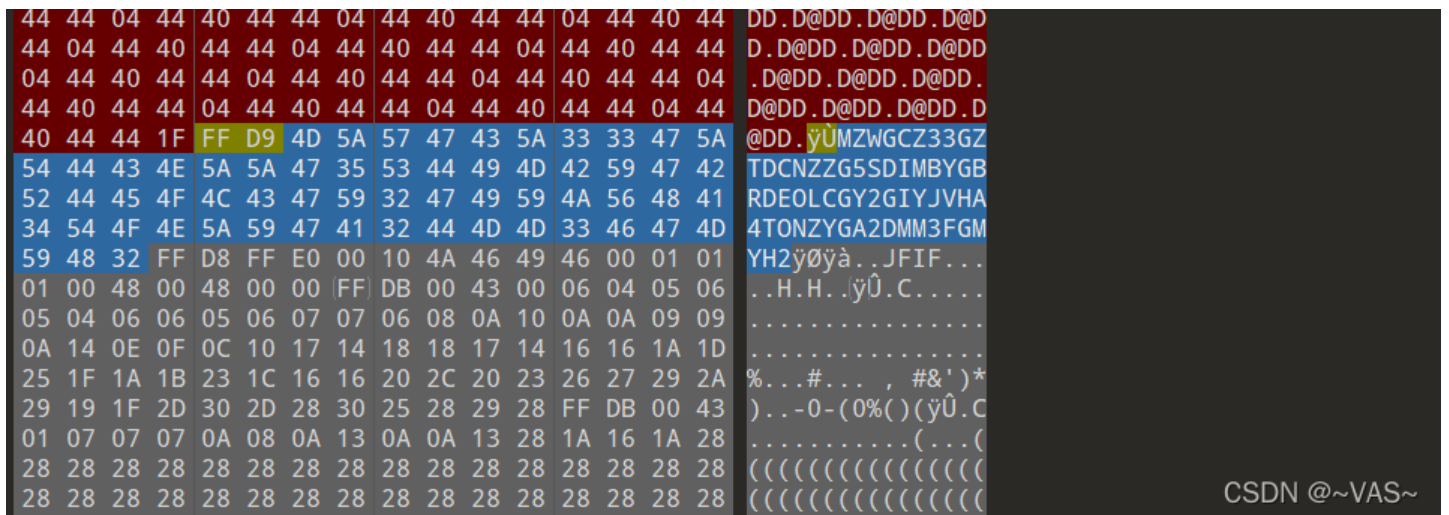 44 44 04 44 40 44 44 04 44 40 44 44 04 44 40 44 DD.D@DD.D@DD.D@D
44 04 44 40 44 44 04 44 40 44 44 04 44 40 44 44 D.D@DD.D@DD.D@DD
04 44 40 44 44 04 44 40 44 44 04 44 40 44 44 04 .D@DD.D@DD.D@DD.
44 40 44 44 04 44 40 44 44 04 44 40 44 44 04 44 D@DD.D@DD.D@DD.D
40 44 44 1F FF D9 4D 5A 57 47 43 5A 33 33 47 5A @DD.ÿÙMZWGCZ33GZ
54 44 43 4E 5A 5A 47 35 53 44 49 4D 42 59 47 42 TDCNZZG5SDIMBYGB
52 44 45 4F 4C 43 47 59 32 47 49 59 4A 56 48 41 RDEOLCGY2GIYJVHA
34 54 4F 4E 5A 59 47 41 32 44 4D 4D 33 46 47 4D 4TONZYGA2DMM3FGM
59 48 32 FF D8 FF E0 00 10 4A 46 49 46 00 01 01 YH2ÿØÿà..JFIF...
01 00 48 00 48 00 00 FF DB 00 43 00 06 04 05 06 ..H.H..ÿÛ.C.....
05 04 06 06 05 06 07 07 06 08 0A 10 0A 0A 09 09 ................
0A 14 0E 0F 0C 10 17 14 18 18 17 14 16 16 1A 1D ................
25 1F 1A 1B 23 1C 16 16 20 2C 20 23 26 27 29 2A %...#... , #&')*
29 19 1F 2D 30 2D 28 30 25 28 29 28 FF DB 00 43 )..-0-(0%()(ÿÛ.C
01 07 07 07 0A 08 0A 13 0A 0A 13 28 1A 16 1A 28 ...........(...(
28 28 28 28 28 28 28 28 28 28 28 28 28 28 28 28 ((((((((((((((((
28 28 28 28 28 28 28 28 28 28 28 28 28 28 28 28 ((((((((((((((((
CSDN @~VAS~